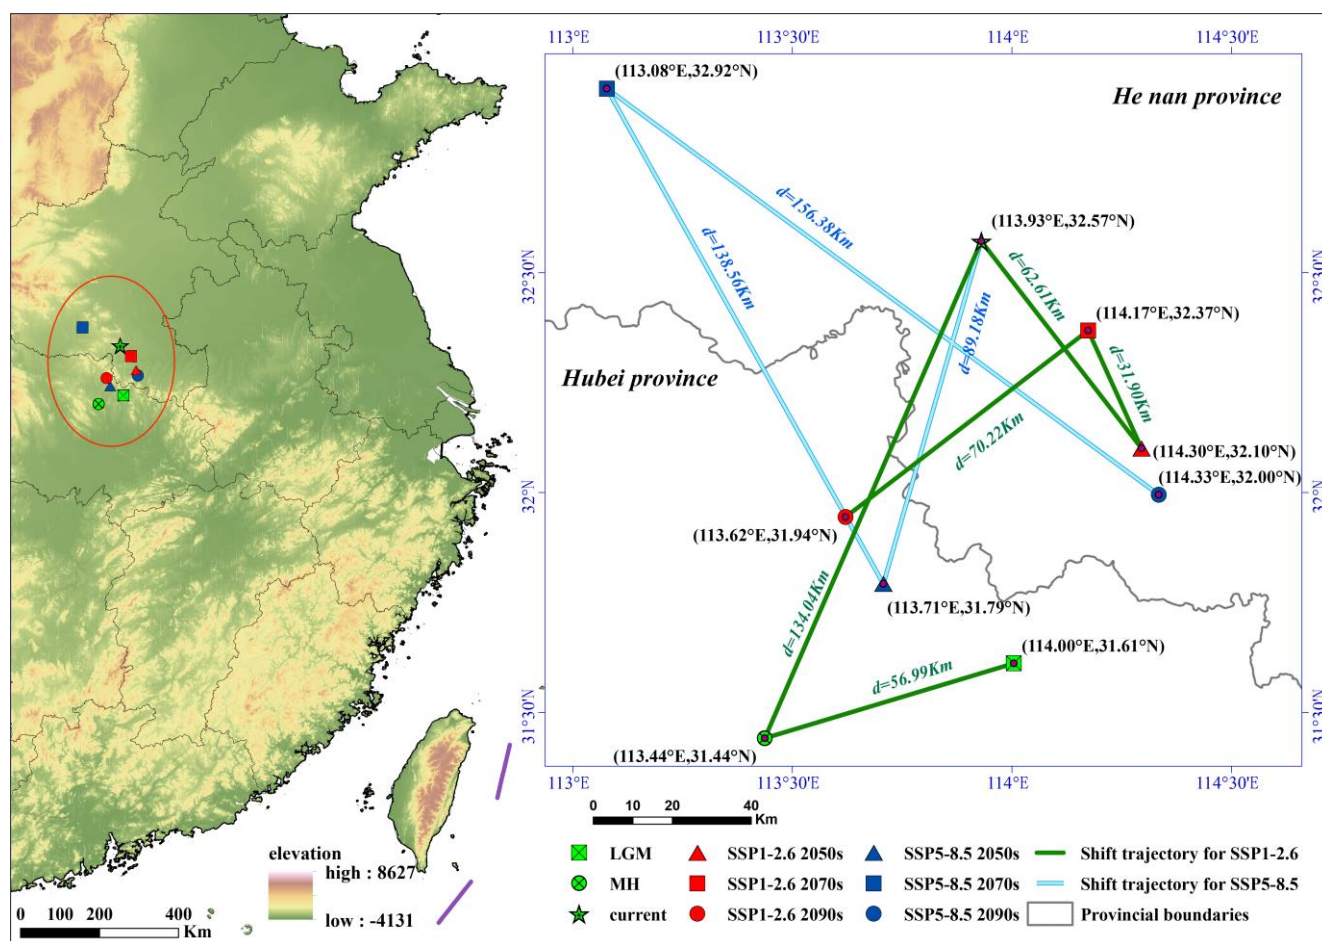 113°E
113°30'E
114°E
114°30'E
(113.08°E,32.92°N)
He nan province
d=156.38Km
(113.93°E,32.57°N)
d=138.56Km
d=62.61Km
32°30'N
32°30'N
(114.17°E,32.37°N)
d=89.18Km
Hubei province
d=31.90Km
d=70.22Km
(114.30°E,32.10°N)
(114.33°E,32.00°N)
32°N
32°N
(113.62°E,31.94°N)
d=134.04Km
(113.71°E,31.79°N)
(114.00°E,31.61°N)
d=56.99Km
31°30'N
31°30'N
(113.44°E,31.44°N)
113°E
113°30'E
114°E
114°30'E
0 10 20 40
Km
elevation
high : 8627
low : -4131
0 100 200 400
Km
LGM
SSP1-2.6 2050s
SSP5-8.5 2050s
Shift trajectory for SSP1-2.6
MH
SSP1-2.6 2070s
SSP5-8.5 2070s
Shift trajectory for SSP5-8.5
current
SSP1-2.6 2090s
SSP5-8.5 2090s
Provincial boundaries